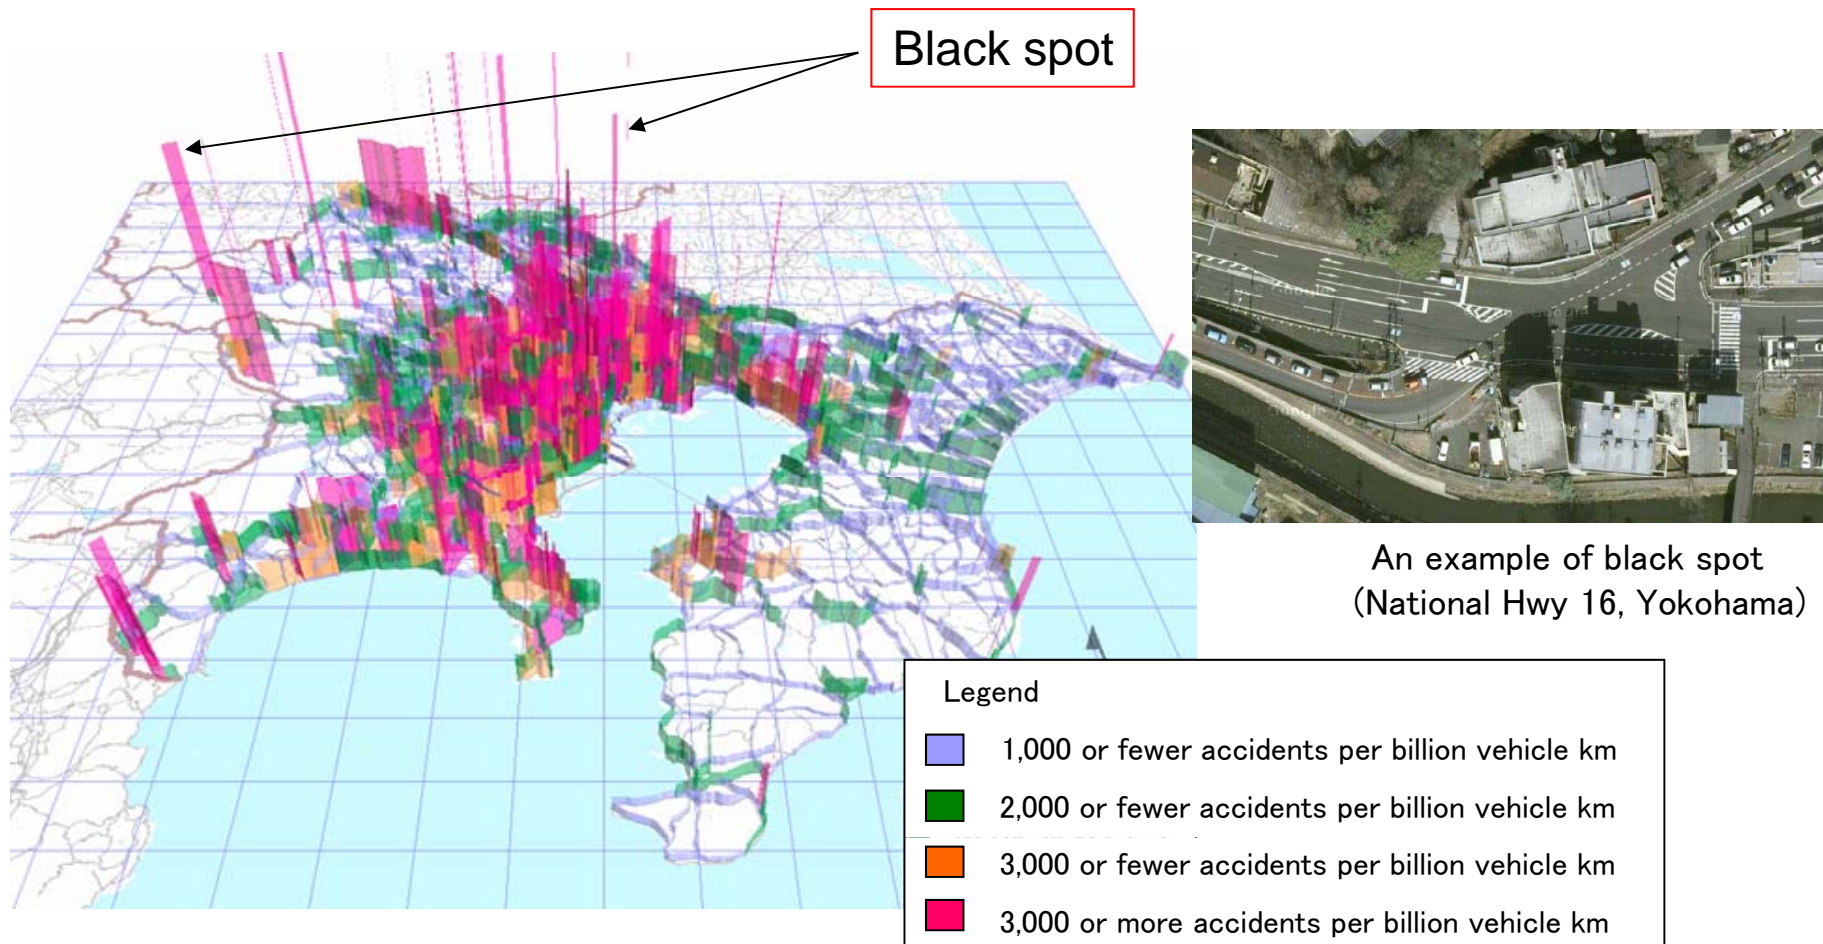 Black spot
An example of black spot
(National Hwy 16, Yokohama)
Legend
1,000 or fewer accidents per billion vehicle km
2,000 or fewer accidents per billion vehicle km
3,000 or fewer accidents per billion vehicle km
3,000 or more accidents per billion vehicle km